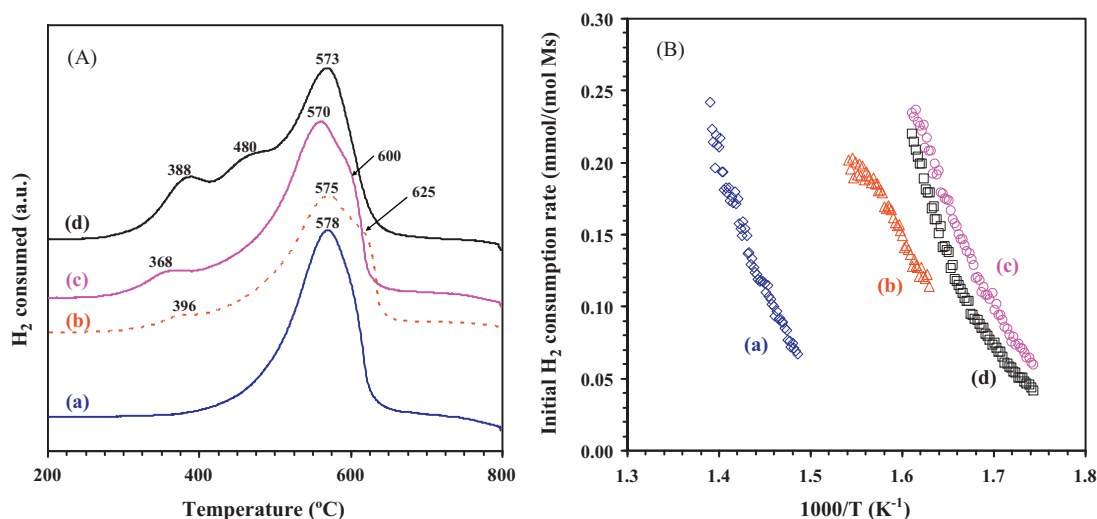 (A)
573
570
480
600
388
625
575
(d)
578
368
(c)
396
(b)
(a)
H2 consumed (a.u.)
200 400 600 800
Temperature (ºC)
(B)
0.30
0.25
0.20
0.15
0.10
0.05
0.00
(a)
(b)
(c)
(d)
Initial H2 consumption rate (mmol/(mol Ms)
1.3 1.4 1.5 1.6 1.7 1.8
1000/T (K-1)